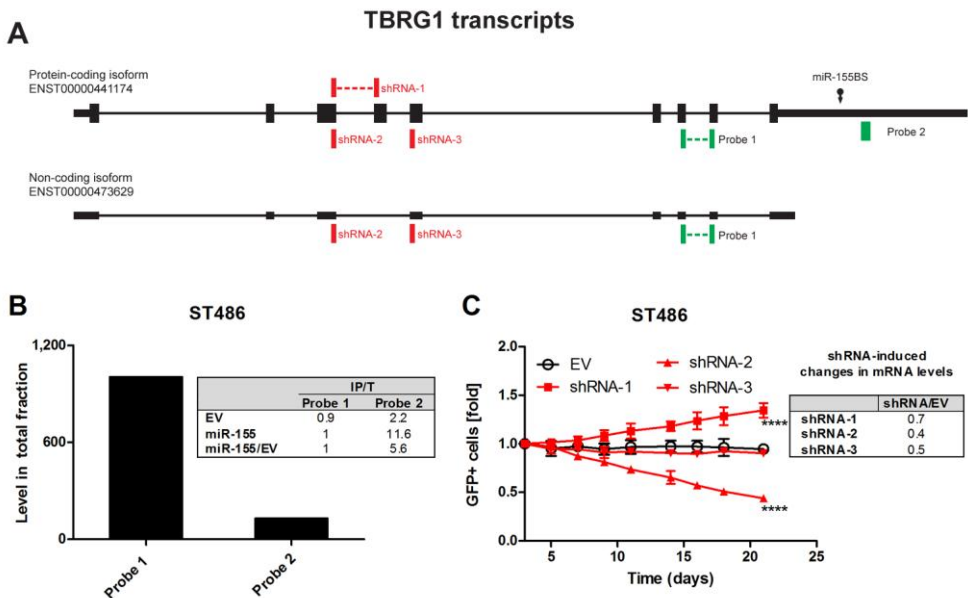 TBRG1 transcripts
A
Protein-coding isoform
ENST00000441174
shRNA-1
miR-155BS
shRNA-2
shRNA-3
Probe 1
Probe 2
Non-coding isoform
ENST00000473629
shRNA-2
shRNA-3
Probe 1
B
ST486
Level in total fraction
1,200
600
0
Probe 1
Probe 2
IP/T
Probe 1 Probe 2
EV 0.9 2.2
miR-155 1 11.6
miR-155/EV 1 5.6
C
ST486
GFP+ cells [fold]
2.0
1.5
1.0
0.5
0.0
EV
shRNA-2
shRNA-1
shRNA-3
****
****
5 10 15 20 25
Time (days)
shRNA-induced
changes in mRNA levels
shRNA/EV
shRNA-1 0.7
shRNA-2 0.4
shRNA-3 0.5